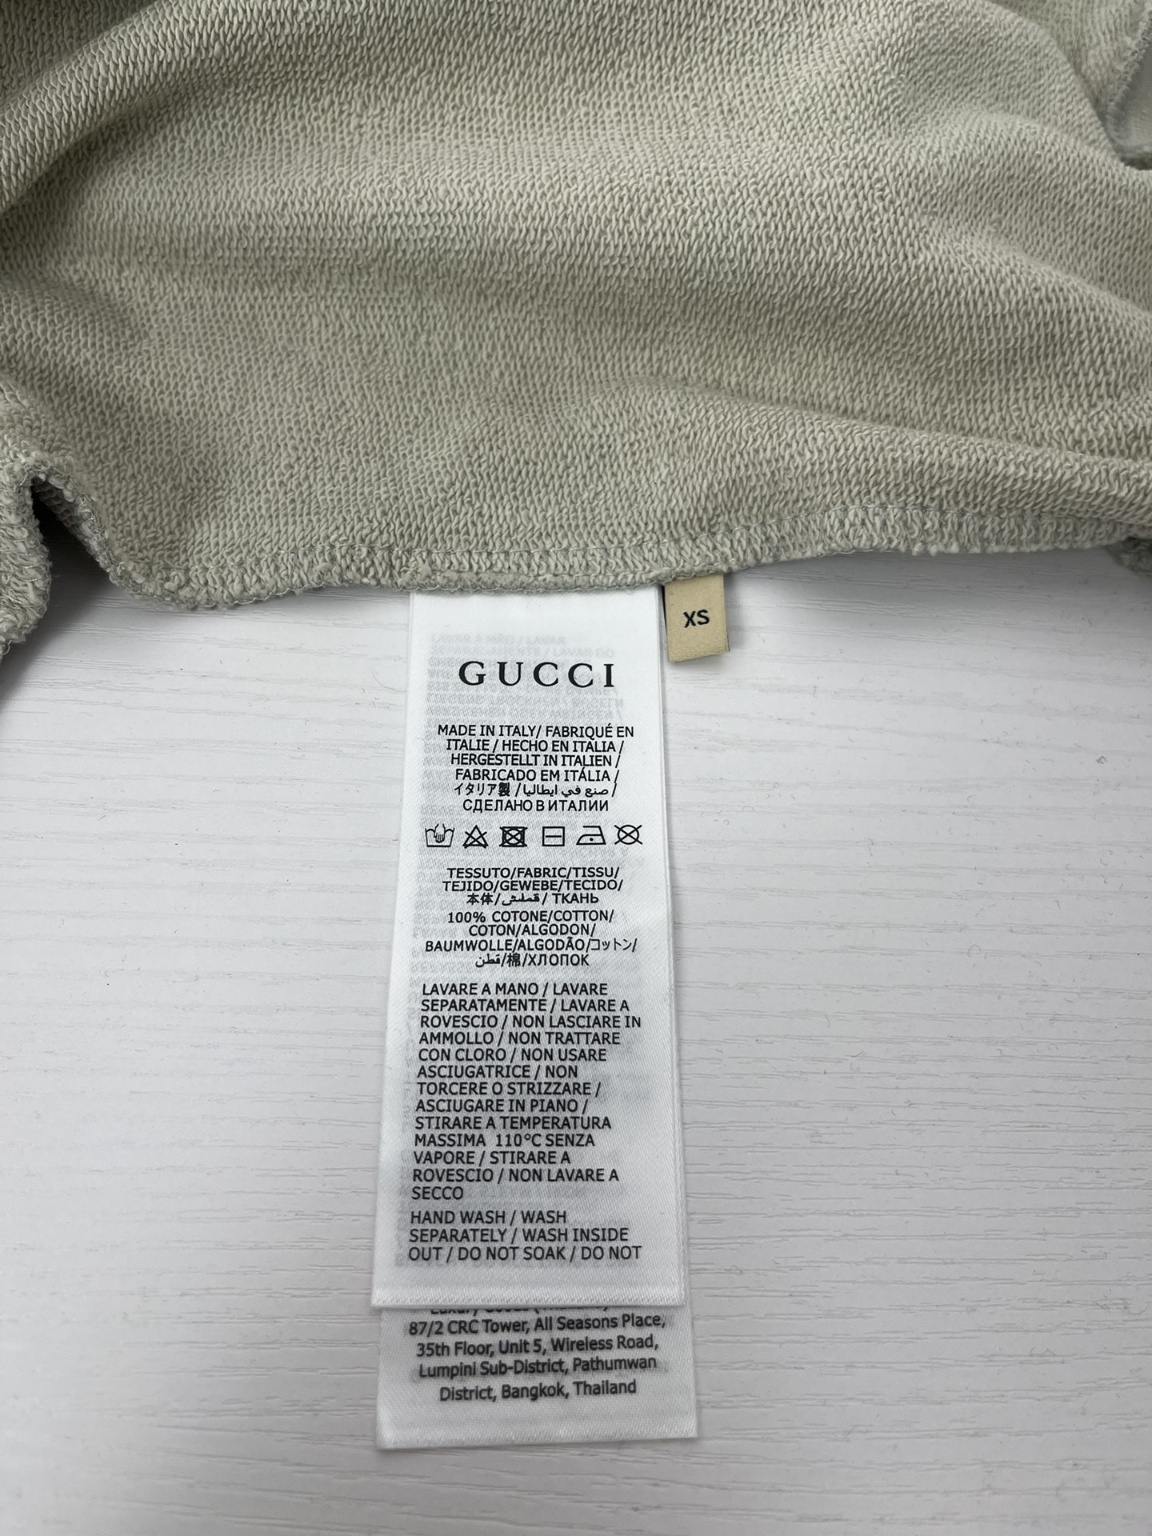 XS
GUCCI
MADE IN ITALY/ FABRIQUÉ EN
ITALIE / HECHO EN ITALIA /
HERGESTELLT IN ITALIEN /
FABRICADO EM ITÁLIA /
イタリア製 / صنع في ايطاليا /
СДЕЛАНО В ИТАЛИИ
TESSUTO/FABRIC/TISSU/
TEJIDO/GEWEBE/TECIDO/
本体/قملش/ ТКАНЬ
100% COTONE/COTTON/
COTON/ALGODON/
BAUMWOLLE/ALGODÃO/コットン/
قطن/棉/ХЛОПОК
LAVARE A MANO / LAVARE
SEPARATAMENTE / LAVARE A
ROVESCIO / NON LASCIARE IN
AMMOLLO / NON TRATTARE
CON CLORO / NON USARE
ASCIUGATRICE / NON
TORCERE O STRIZZARE /
ASCIUGARE IN PIANO /
STIRARE A TEMPERATURA
MASSIMA 110°C SENZA
VAPORE / STIRARE A
ROVESCIO / NON LAVARE A
SECCO
HAND WASH / WASH
SEPARATELY / WASH INSIDE
OUT / DO NOT SOAK / DO NOT
87/2 CRC Tower, All Seasons Place,
35th Floor, Unit 5, Wireless Road,
Lumpini Sub-District, Pathumwan
District, Bangkok, Thailand